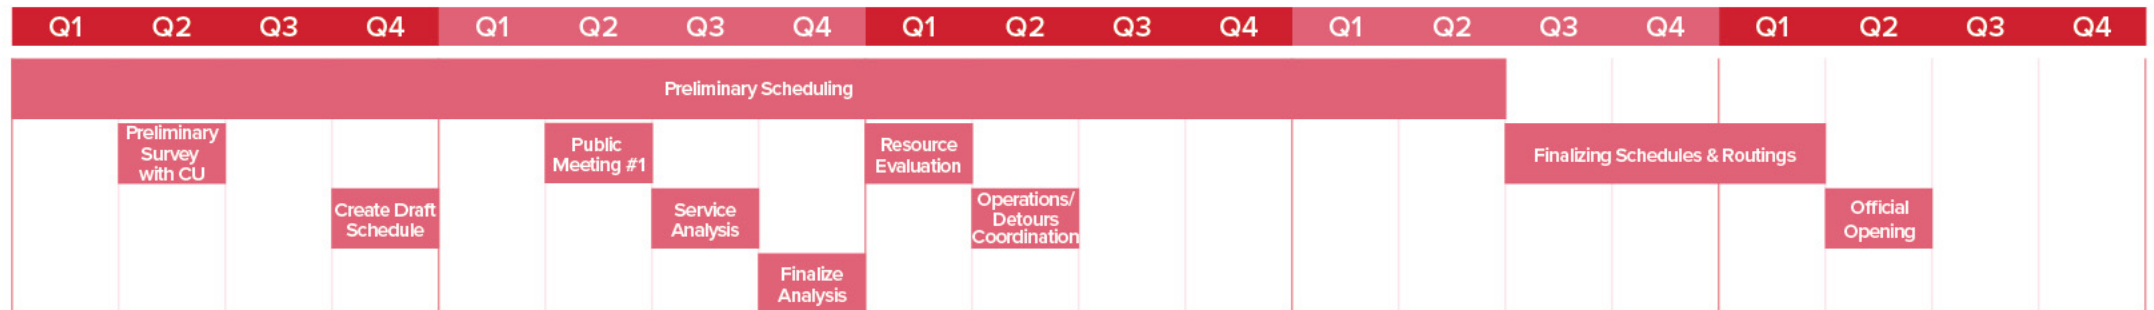 Q1 Q2 Q3 Q4 Q1 Q2 Q3 Q4 Q1 Q2 Q3 Q4 Q1 Q2 Q3 Q4 Q1 Q2 Q3 Q4
Preliminary Scheduling
Preliminary
Survey
with CU
Public
Meeting #1
Resource
Evaluation
Finalizing Schedules & Routings
Create Draft
Schedule
Service
Analysis
Operations/
Detours
Coordination
Official
Opening
Finalize
Analysis